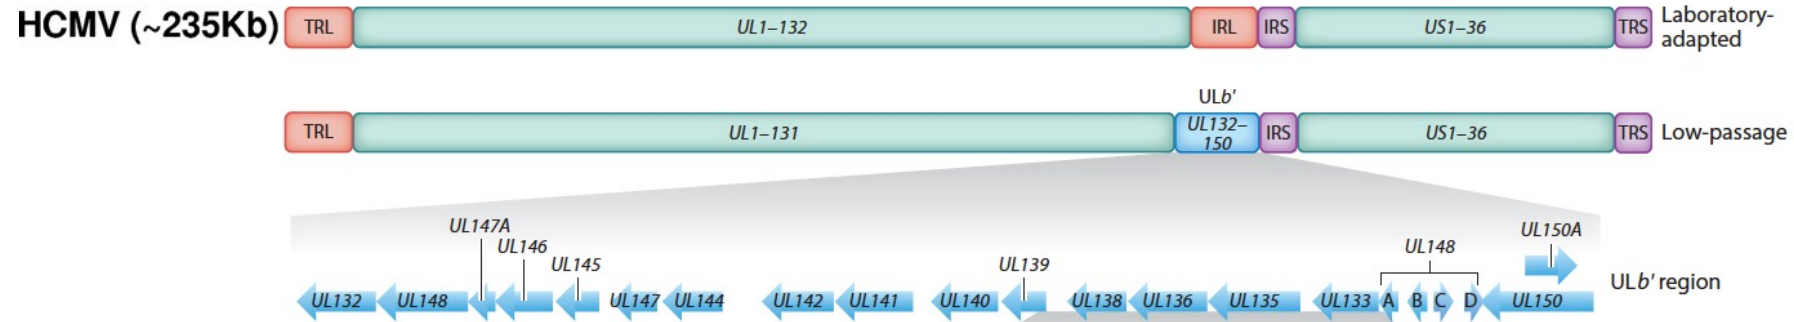 HCMV (~235Kb)
TRL
UL1–132
IRL
IRS
US1–36
TRS
Laboratory-
adapted
ULb'
TRL
UL1–131
UL132–
150
IRS
US1–36
TRS
Low-passage
UL147A
UL146
UL145
UL139
UL148
UL150A
ULb' region
UL132
UL148
UL147
UL144
UL142
UL141
UL140
UL138
UL136
UL135
UL133
A
B
C
D
UL150